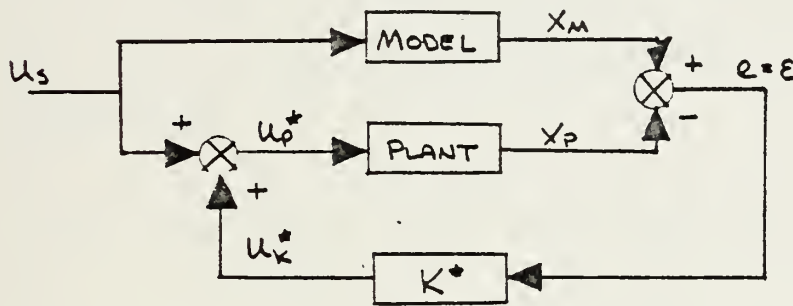 MODEL
XM
+
e = ε
Us
+
Up*
PLANT
XP
-
+
UK*
K*